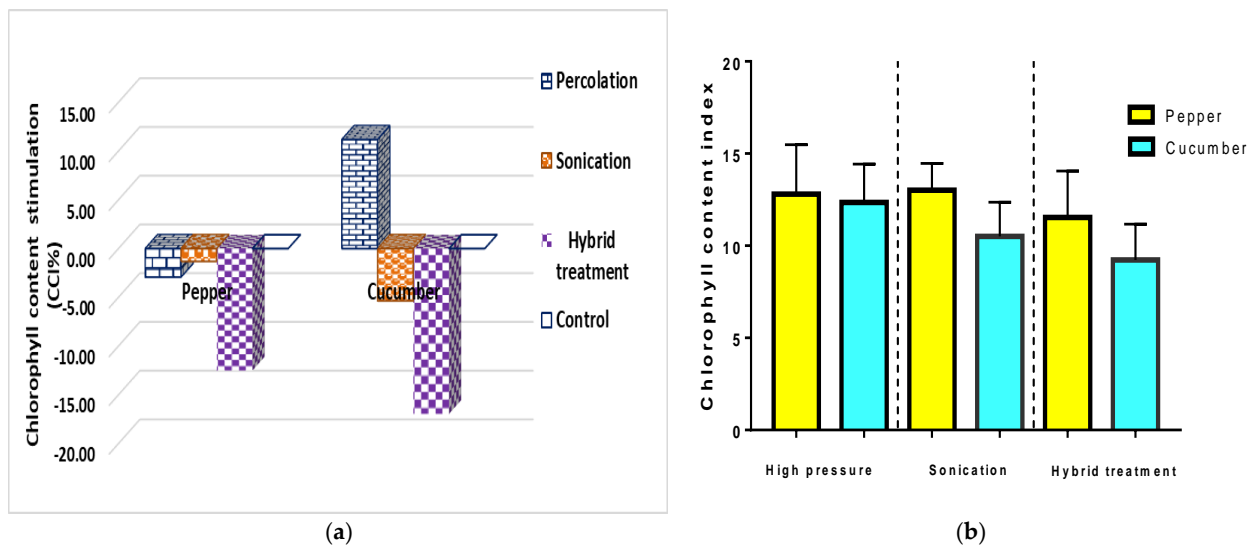 Chlorophyll content stimulation
(CCI%)
15.00
10.00
5.00
0.00
-5.00
-10.00
-15.00
-20.00
Pepper
Cucumber
Percolation
Sonication
Hybrid
treatment
Control
(a)
Chlorophyll content index
20
15
10
5
0
Pepper
Cucumber
High pressure
Sonication
Hybrid treatment
(b)